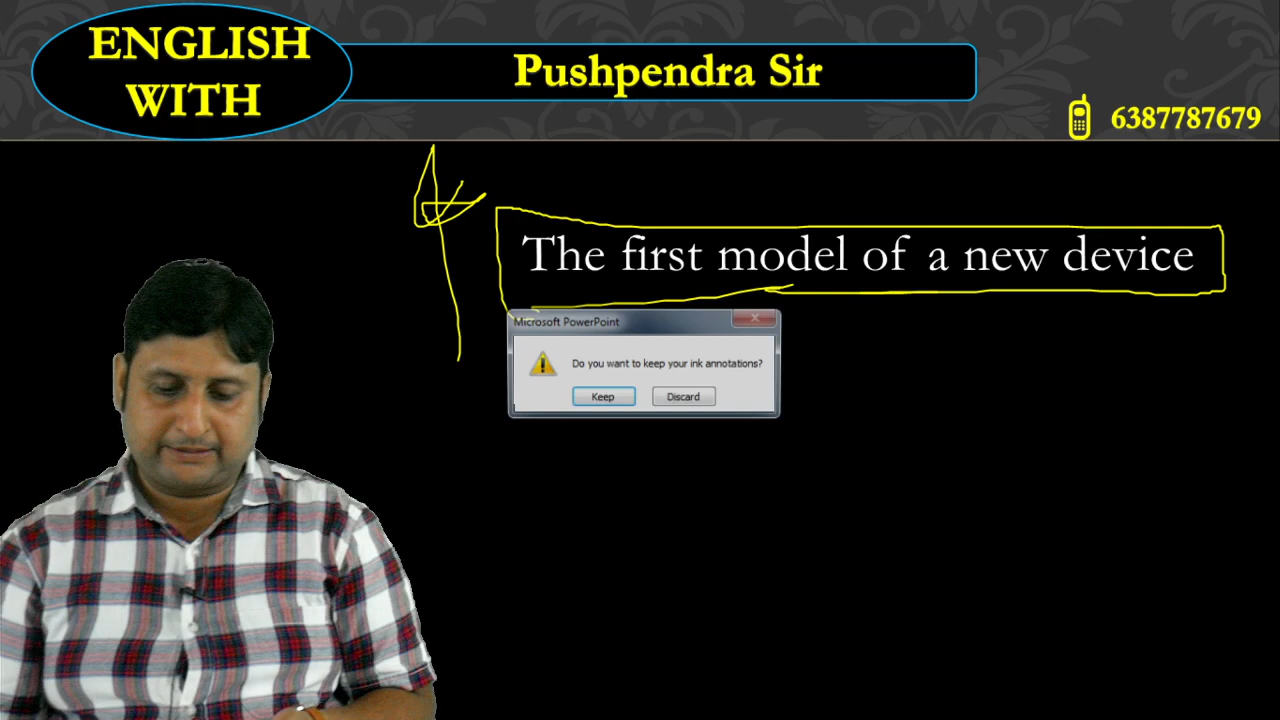 ENGLISH
WITH
Pushpendra Sir
6387787679
The first model of a new device
Microsoft PowerPoint
Do you want to keep your ink annotations?
Keep
Discard